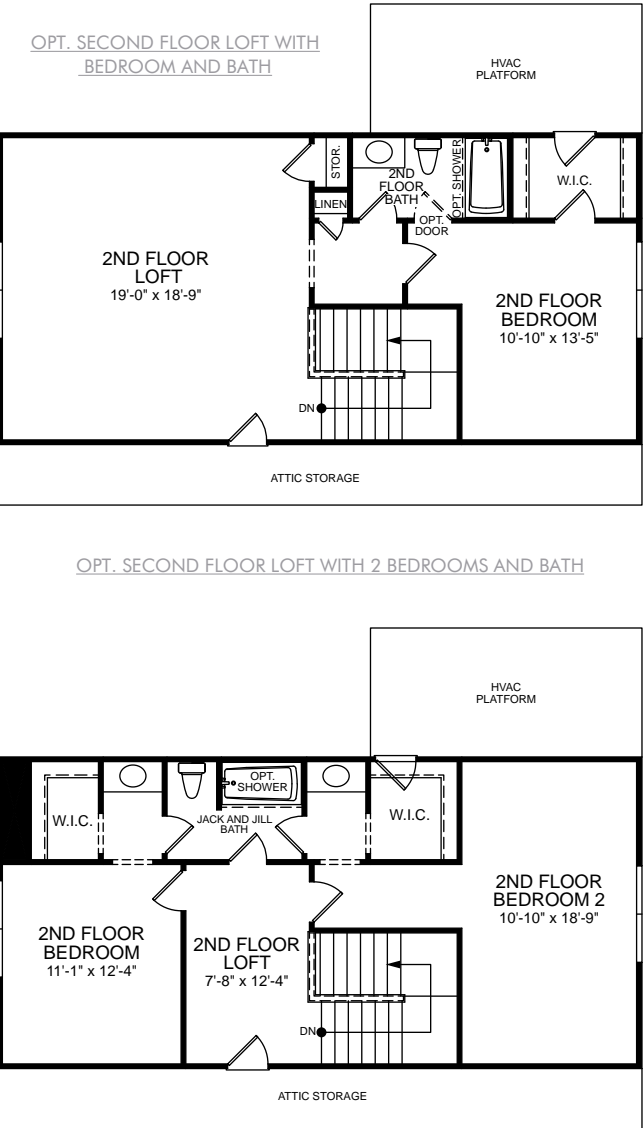 OPT. SECOND FLOOR LOFT WITH
BEDROOM AND BATH
HVAC
PLATFORM
STOR.
LINEN
2ND
FLOOR
BATH
OPT. SHOWER
OPT.
DOOR
W.I.C.
2ND FLOOR
LOFT
19'-0" x 18'-9"
2ND FLOOR
BEDROOM
10'-10" x 13'-5"
DN
ATTIC STORAGE
OPT. SECOND FLOOR LOFT WITH 2 BEDROOMS AND BATH
HVAC
PLATFORM
W.I.C.
OPT.
SHOWER
JACK AND JILL
BATH
W.I.C.
2ND FLOOR
BEDROOM 2
10'-10" x 18'-9"
2ND FLOOR
BEDROOM
11'-1" x 12'-4"
2ND FLOOR
LOFT
7'-8" x 12'-4"
DN
ATTIC STORAGE